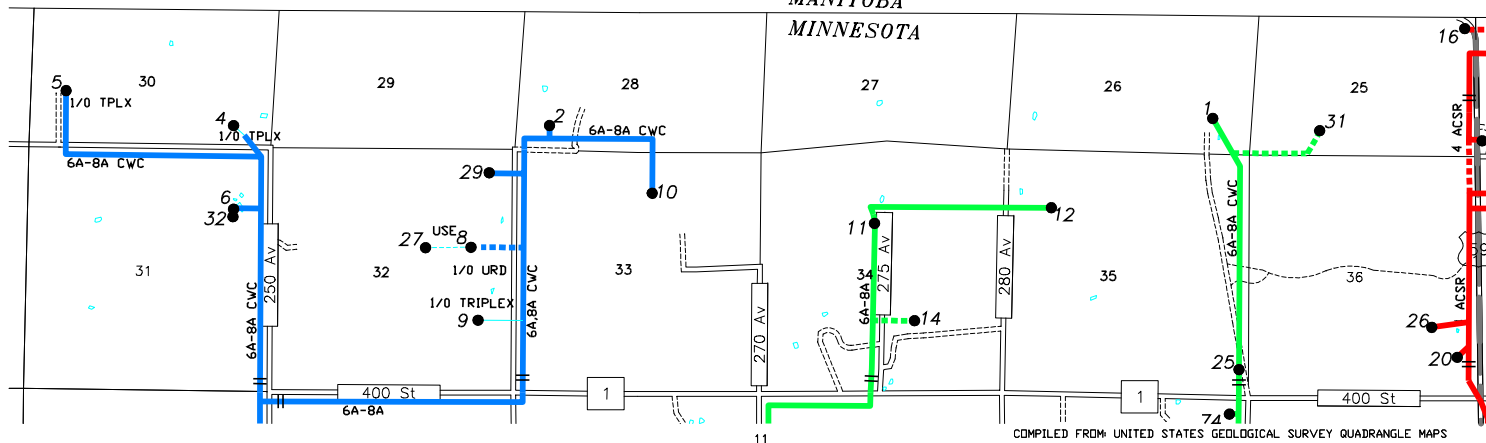 MANITOBA
MINNESOTA
16
5
30
29
28
27
26
25
1/0 TPLX
4
1/0 TPLX
2
6A-8A CWC
1
31
4 ACSR
6A-8A CWC
29
10
6
32
11
12
6A-8A CWC
USE
27
8
250 Av
31
32
1/0 URD
33
34
275 Av
280 Av
35
36
59
1/0 TRIPLEX
9
6A,8A CWC
6A-8A
14
ACSR
26
6A-8A CWC
270 Av
20
25
400 St
1
1
400 St
6A-8A
74
11
COMPILED FROM: UNITED STATES GEOLOGICAL SURVEY QUADRANGLE MAPS